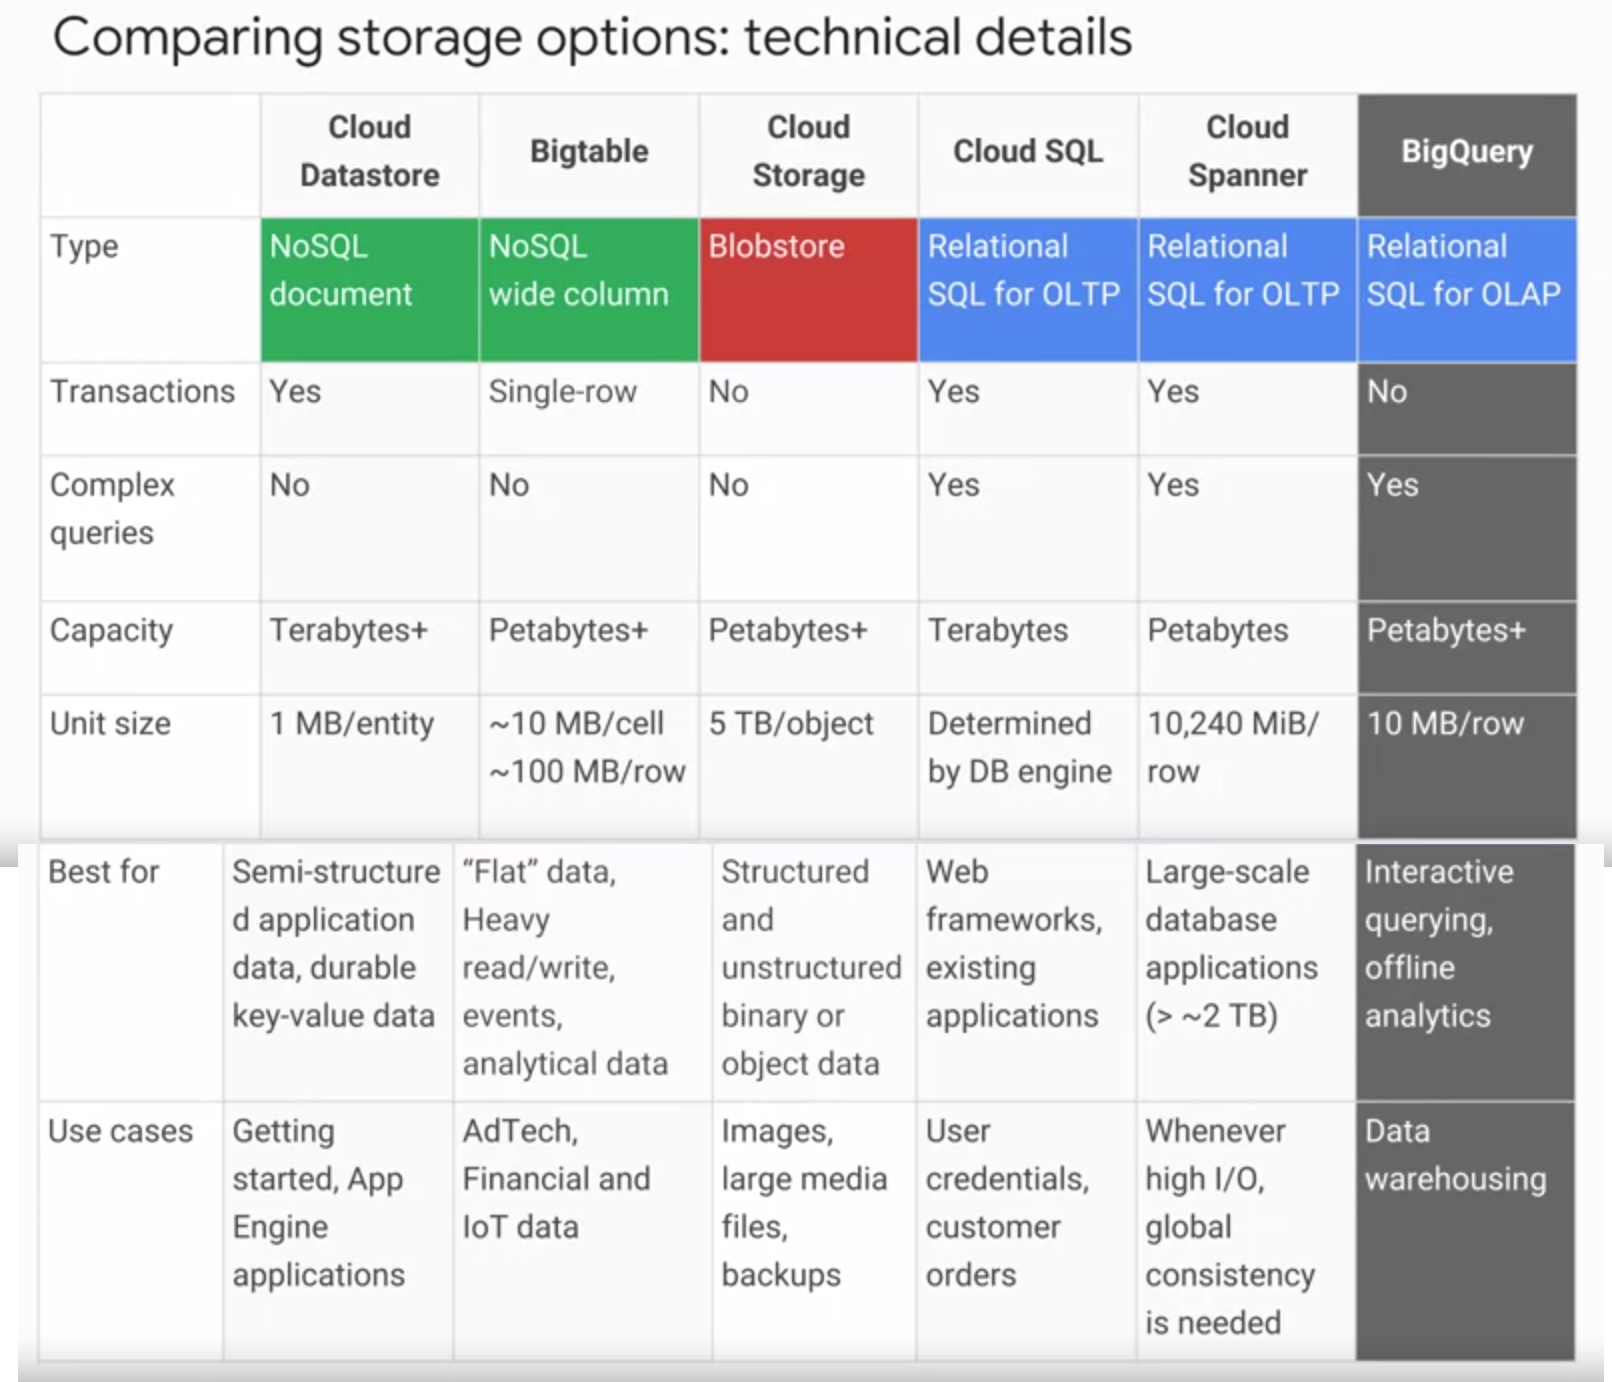 Comparing storage options: technical details
Cloud Datastore
Bigtable
Cloud Storage
Cloud SQL
Cloud Spanner
BigQuery
Type
NoSQL
document
NoSQL
wide column
Blobstore
Relational
SQL for OLTP
Relational
SQL for OLTP
Relational
SQL for OLAP
Transactions
Yes
Single-row
No
Yes
Yes
No
Complex
queries
No
No
No
Yes
Yes
Yes
Capacity
Terabytes+
Petabytes+
Petabytes+
Terabytes
Petabytes
Petabytes+
Unit size
1 MB/entity
~10 MB/cell
~100 MB/row
5 TB/object
Determined
by DB engine
10,240 MiB/
row
10 MB/row
Best for
Semi-structure
d application
data, durable
key-value data
“Flat” data,
Heavy
read/write,
events,
analytical data
Structured
and
unstructured
binary or
object data
Web
frameworks,
existing
applications
Large-scale
database
applications
(> ~2 TB)
Interactive
querying,
offline
analytics
Use cases
Getting
started, App
Engine
applications
AdTech,
Financial and
IoT data
Images,
large media
files,
backups
User
credentials,
customer
orders
Whenever
high I/O,
global
consistency
is needed
Data
warehousing